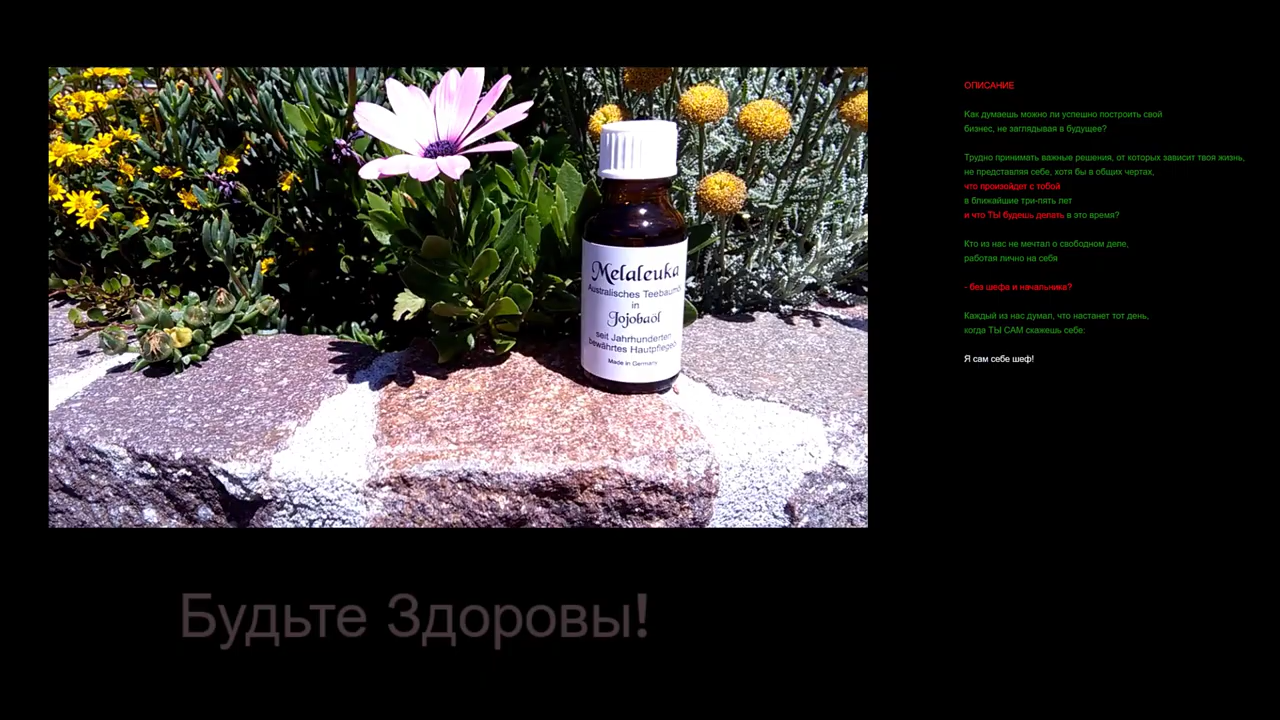 ОПИСАНИЕ
Как думаешь можно ли успешно построить свой
бизнес, не заглядывая в будущее?
Трудно принимать важные решения, от которых зависит твоя жизнь,
не представляя себе, хотя бы в общих чертах,
что произойдет с тобой
в ближайшие три-пять лет
и что ТЫ будешь делать в это время?
Кто из нас не мечтал о свободном деле,
работая лично на себя
- без шефа и начальника?
Каждый из нас думал, что настанет тот день,
когда ТЫ САМ скажешь себе:
Я сам себе шеф!
Melaleuka
Australisches Teebaumöl
in
Jojobaöl
seit Jahrhunderten
bewährtes Hautpflegeöl
Made in Germany
Будьте Здоровы!